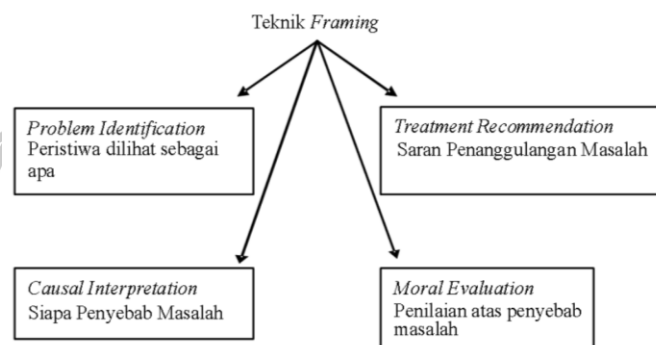 Teknik Framing
Problem Identification
Peristiwa dilihat sebagai
apa
Treatment Recommendation
Saran Penanggulangan Masalah
Causal Interpretation
Siapa Penyebab Masalah
Moral Evaluation
Penilaian atas penyebab
masalah